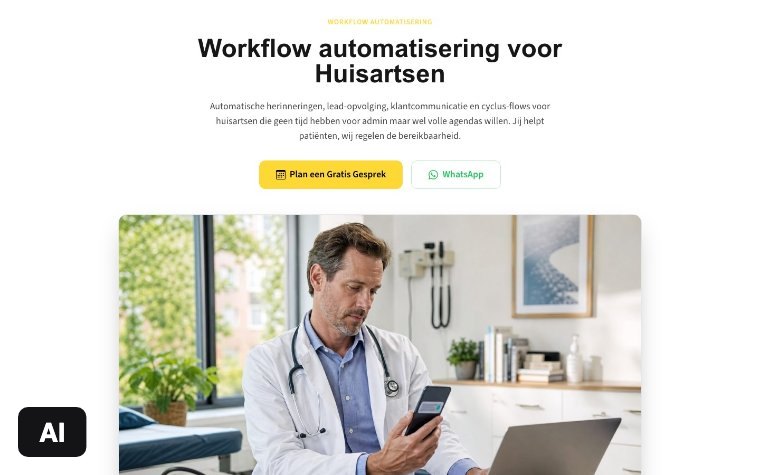 WORKFLOW AUTOMATISERING
Workflow automatisering voor
Huisartsen
Automatische herinneringen, lead-opvolging, klantcommunicatie en cyclus-flows voor
huisartsen die geen tijd hebben voor admin maar wel volle agendas willen. Jij helpt
patiënten, wij regelen de bereikbaarheid.
Plan een Gratis Gesprek
WhatsApp
AI